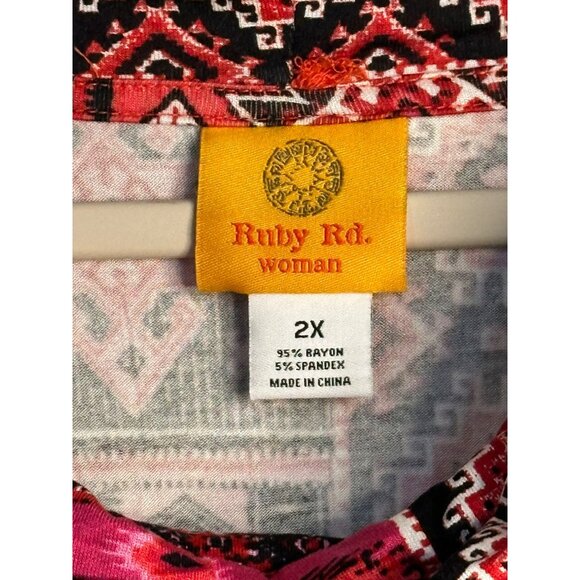 Ruby Rd.
woman
2X
95% RAYON
5% SPANDEX
MADE IN CHINA